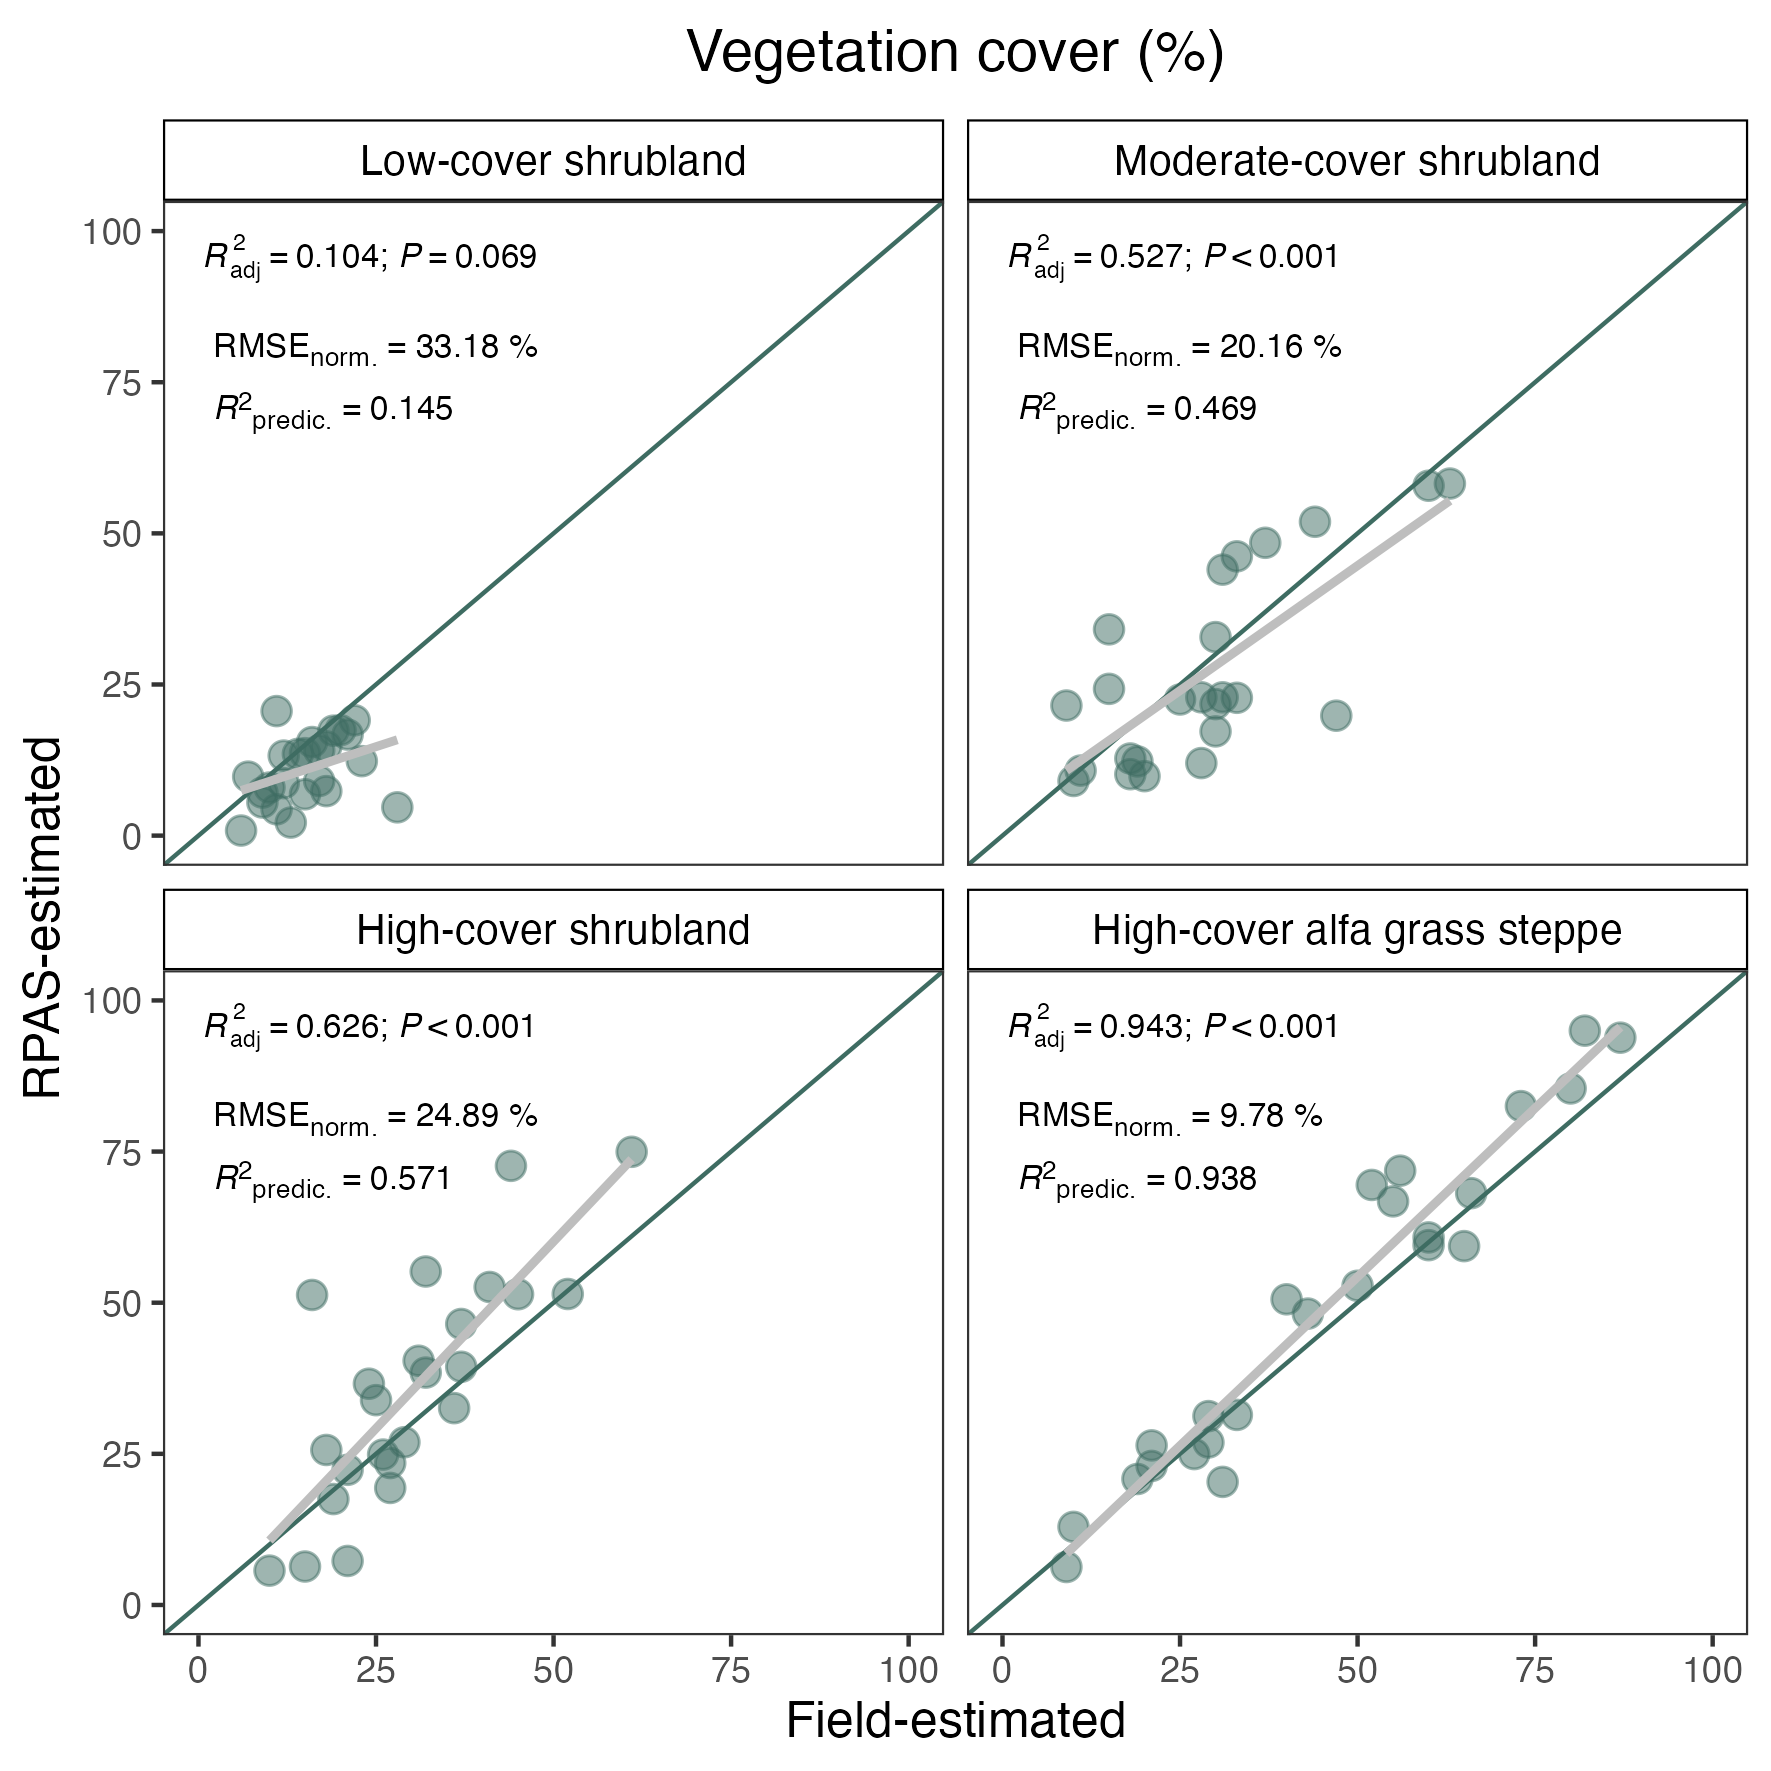 Vegetation cover (%)
Low-cover shrubland
R²adj = 0.104; P = 0.069
RMSEnorm. = 33.18 %
R²predic. = 0.145
Moderate-cover shrubland
R²adj = 0.527; P < 0.001
RMSEnorm. = 20.16 %
R²predic. = 0.469
100
75
50
25
0
High-cover shrubland
R²adj = 0.626; P < 0.001
RMSEnorm. = 24.89 %
R²predic. = 0.571
High-cover alfa grass steppe
R²adj = 0.943; P < 0.001
RMSEnorm. = 9.78 %
R²predic. = 0.938
100
75
50
25
0
0 25 50 75 100
0 25 50 75 100
RPAS-estimated
Field-estimated